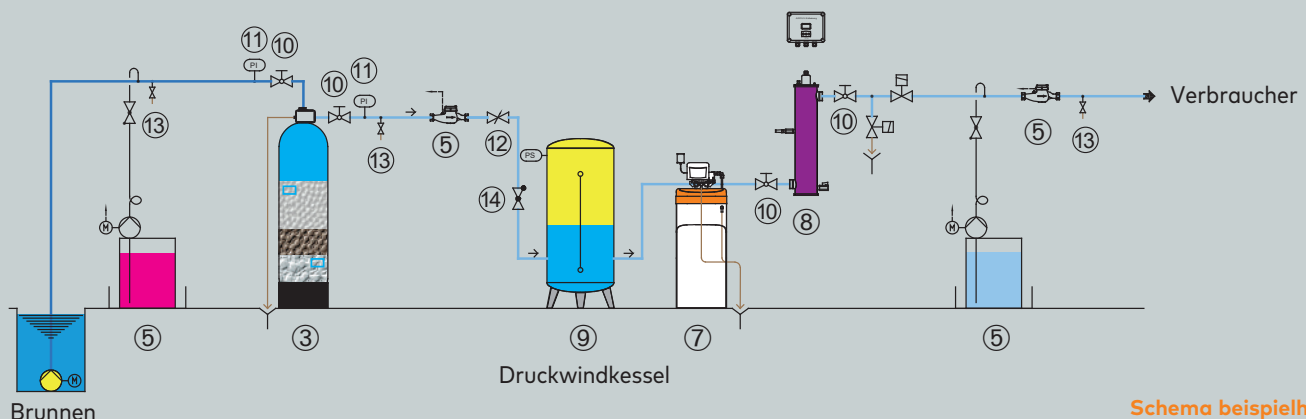 ⑪ ⑩
PI
⑩ ⑪
PI
⑬
⑬
⑤
⑫
PS
⑭
⑩
⑩
⑧
⑤
⑬
Verbraucher
M
M
⑤
③
⑨
⑦
⑤
M
Druckwindkessel
Brunnen
Schema beispielh